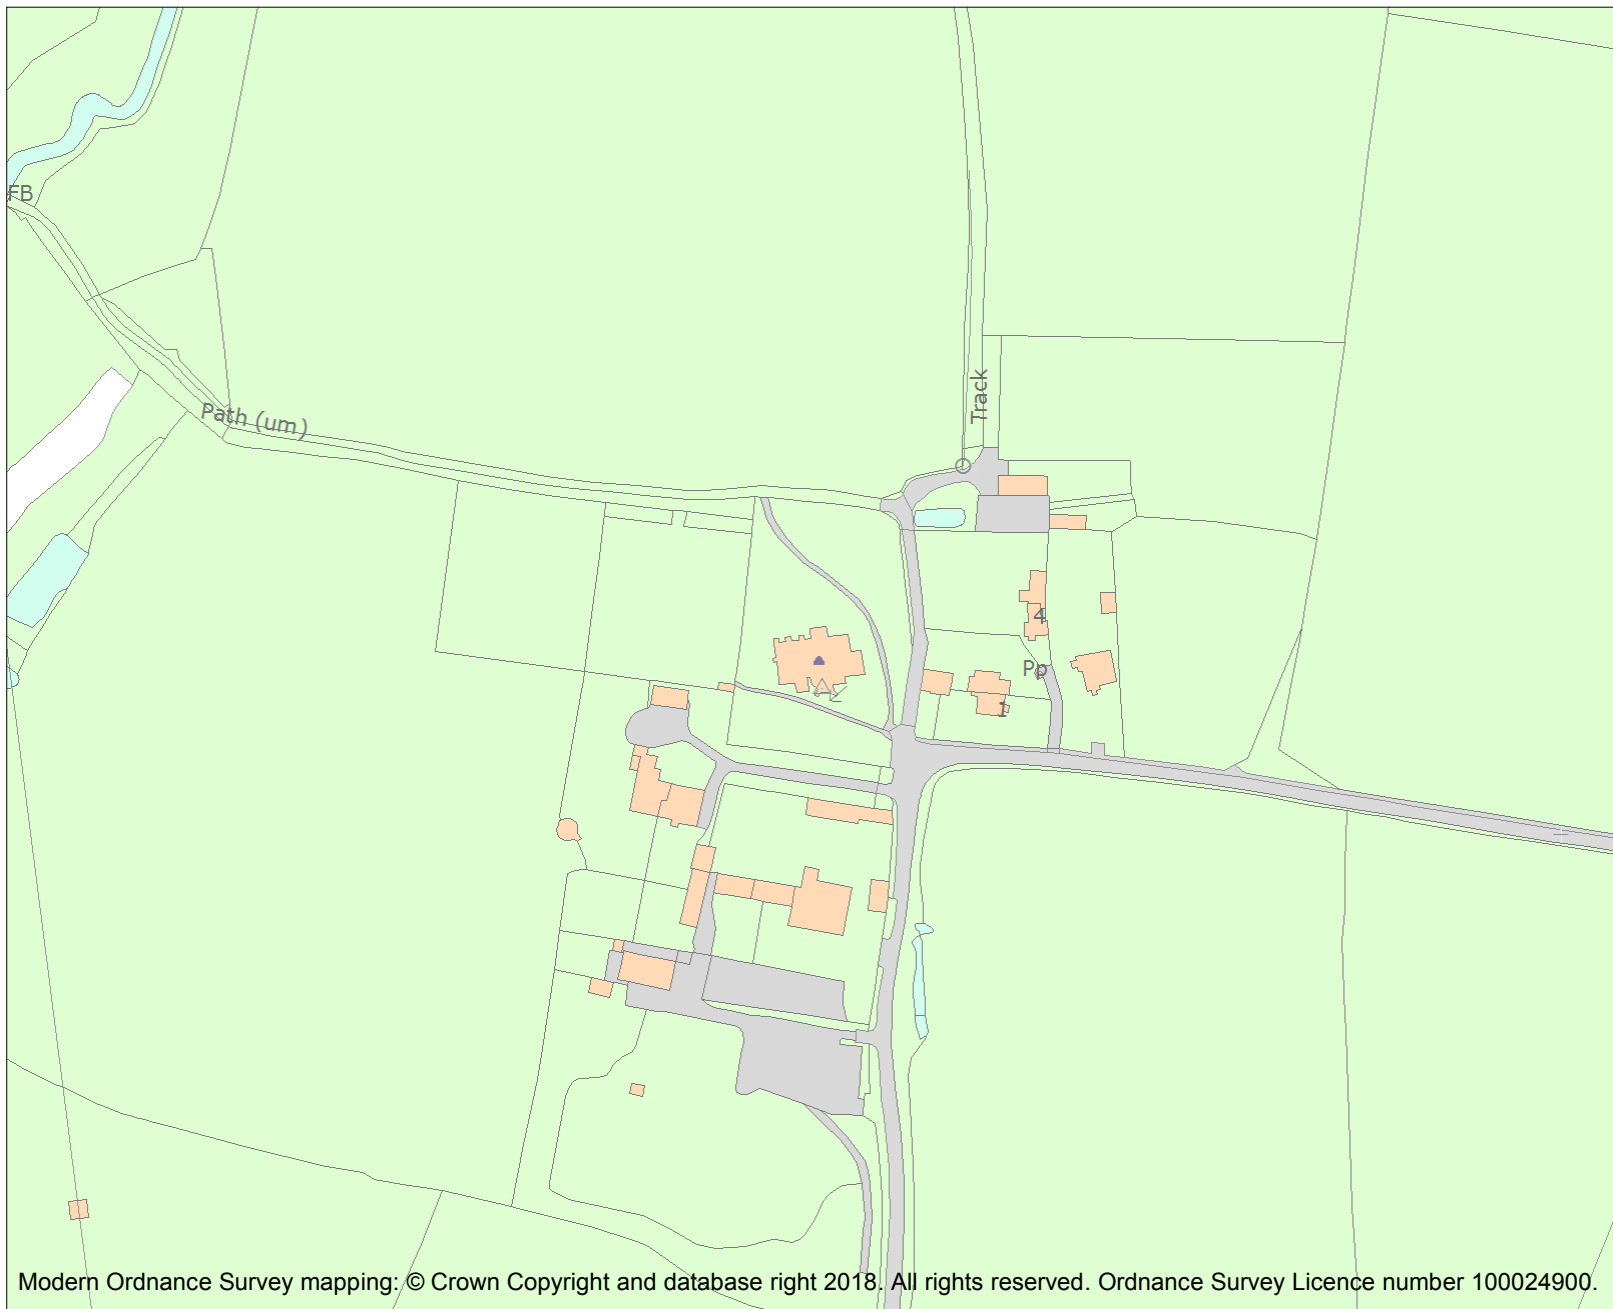 FB
Track
Path (um)
4
Pp
1
Modern Ordnance Survey mapping: © Crown Copyright and database right 2018. All rights reserved. Ordnance Survey Licence number 100024900.